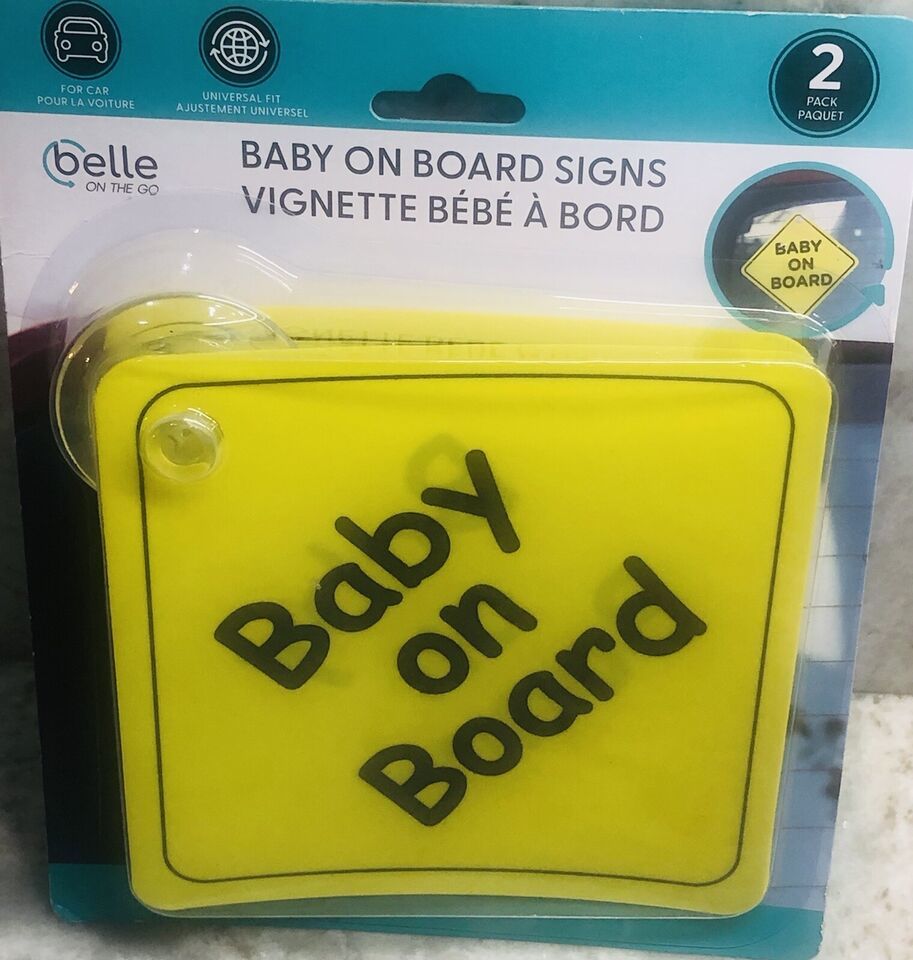 FOR CAR
POUR LA VOITURE
UNIVERSAL FIT
AJUSTEMENT UNIVERSEL
2
PACK
PAQUET
belle
ON THE GO
BABY ON BOARD SIGNS
VIGNETTE BÉBÉ À BORD
BABY
ON
BOARD
Baby
on
Board